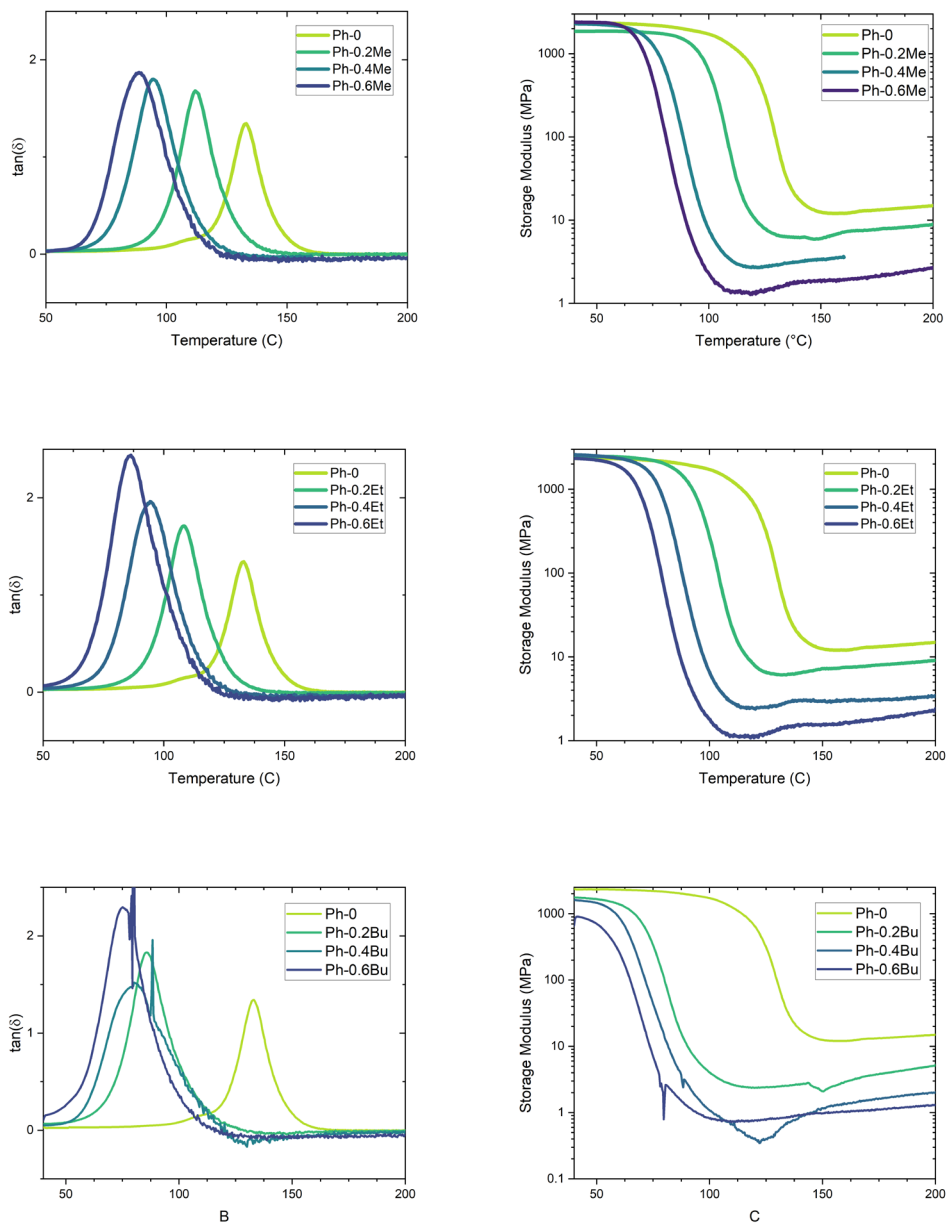 2
0
50
100
150
200
Temperature (C)
tan(δ)
Ph-0
Ph-0.2Me
Ph-0.4Me
Ph-0.6Me
1000
100
10
1
50
100
150
200
Temperature (°C)
Storage Modulus (MPa)
Ph-0
Ph-0.2Me
Ph-0.4Me
Ph-0.6Me
2
0
50
100
150
200
Temperature (C)
tan(δ)
Ph-0
Ph-0.2Et
Ph-0.4Et
Ph-0.6Et
1000
100
10
1
50
100
150
200
Temperature (C)
Storage Modulus (MPa)
Ph-0
Ph-0.2Et
Ph-0.4Et
Ph-0.6Et
2
1
0
50
100
150
200
B
tan(δ)
Ph-0
Ph-0.2Bu
Ph-0.4Bu
Ph-0.6Bu
1000
100
10
1
0.1
50
100
150
200
C
Storage Modulus (MPa)
Ph-0
Ph-0.2Bu
Ph-0.4Bu
Ph-0.6Bu